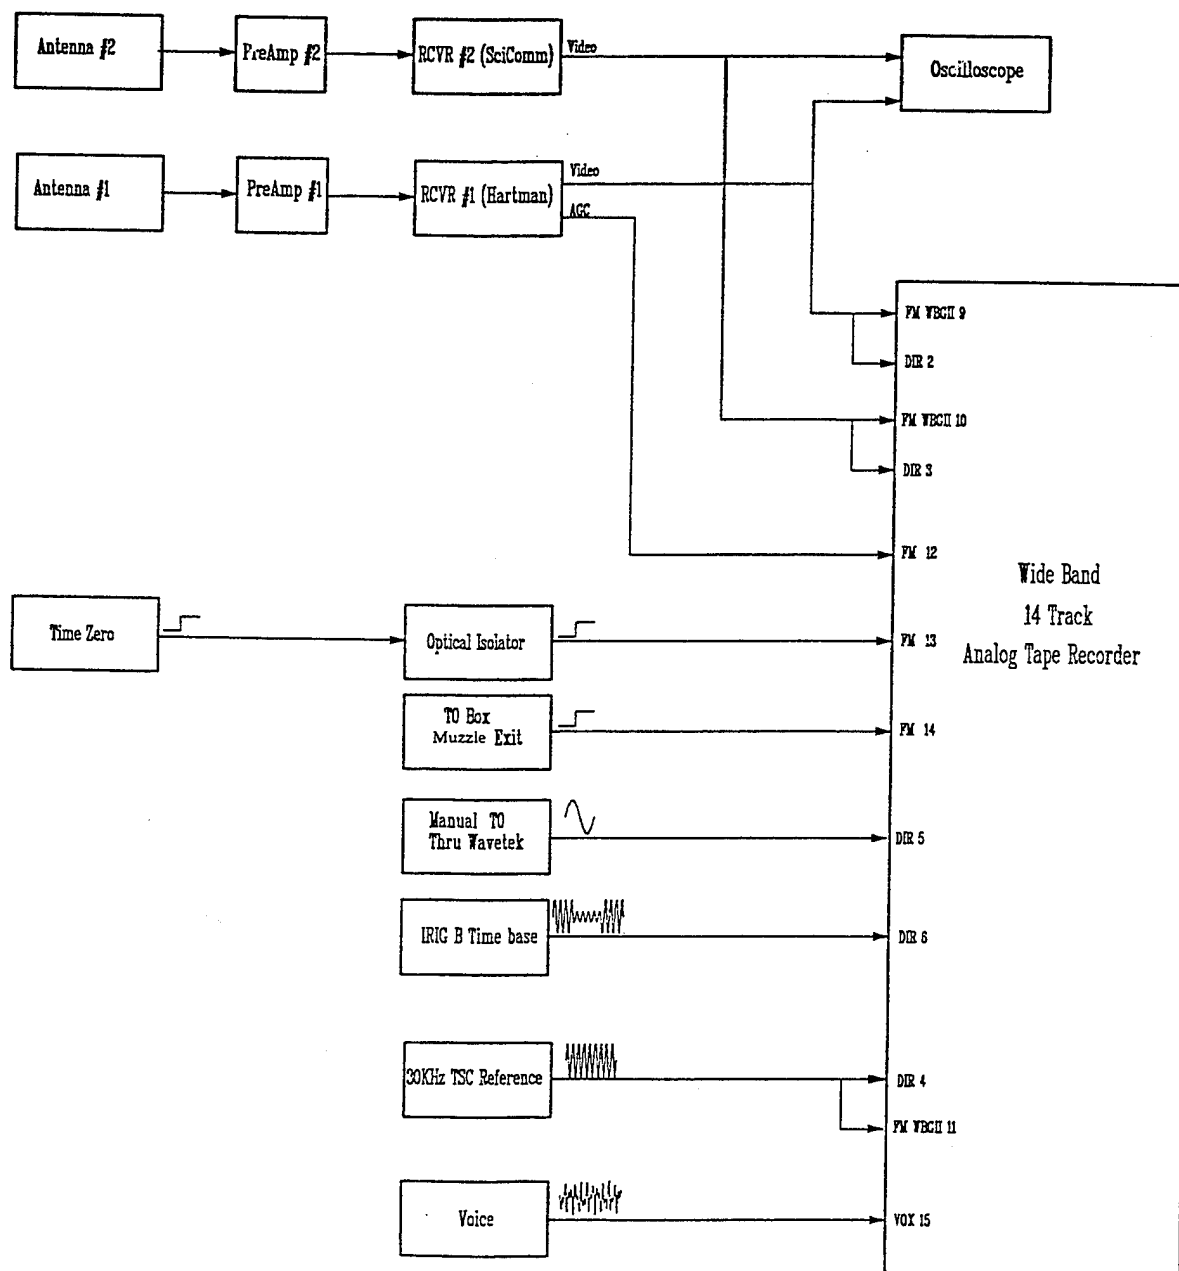 Antenna #2
PreAmp #2
RCVR #2 (SciComm)
Video
Oscilloscope
Antenna #1
PreAmp #1
RCVR #1 (Hartman)
Video
AGC
FM WBGII 9
DIR 2
FM WBGII 10
DIR 3
FM 12
Wide Band
14 Track
Analog Tape Recorder
Time Zero
Optical Isolator
FM 13
T0 Box
Muzzle Exit
FM 14
Manual T0
Thru Wavetek
DIR 5
IRIG B Time base
DIR 6
30KHz TSC Reference
DIR 4
FM WBGII 11
Voice
VOX 15